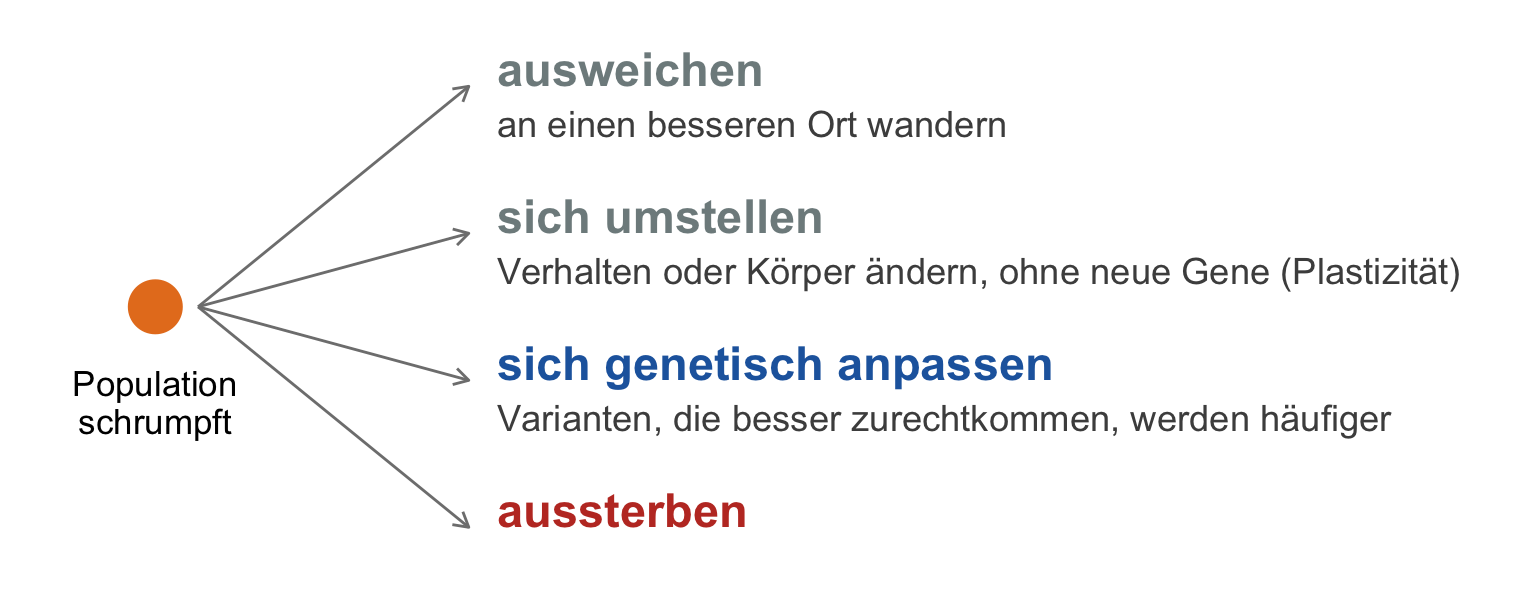 ausweichen
an einen besseren Ort wandern
sich umstellen
Verhalten oder Körper ändern, ohne neue Gene (Plastizität)
Population
schrumpft
sich genetisch anpassen
Varianten, die besser zurechtkommen, werden häufiger
aussterben